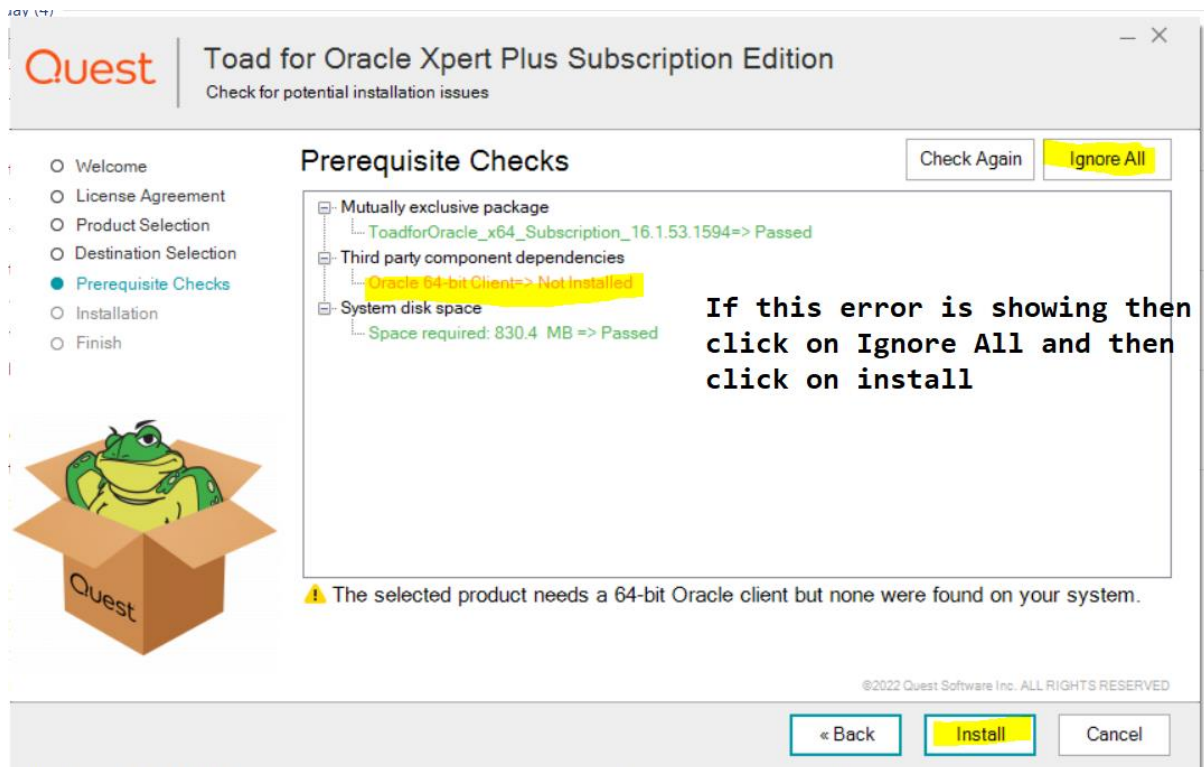 Quest
Toad for Oracle Xpert Plus Subscription Edition
Check for potential installation issues
Welcome
License Agreement
Product Selection
Destination Selection
Prerequisite Checks
Installation
Finish
Prerequisite Checks
Check Again
Ignore All
Mutually exclusive package
ToadforOracle_x64_Subscription_16.1.53.1594=> Passed
Third party component dependencies
Oracle 64-bit Client=> Not Installed
System disk space
Space required: 830.4 MB => Passed
If this error is showing then
click on Ignore All and then
click on install
Quest
The selected product needs a 64-bit Oracle client but none were found on your system.
©2022 Quest Software Inc. ALL RIGHTS RESERVED
« Back
Install
Cancel